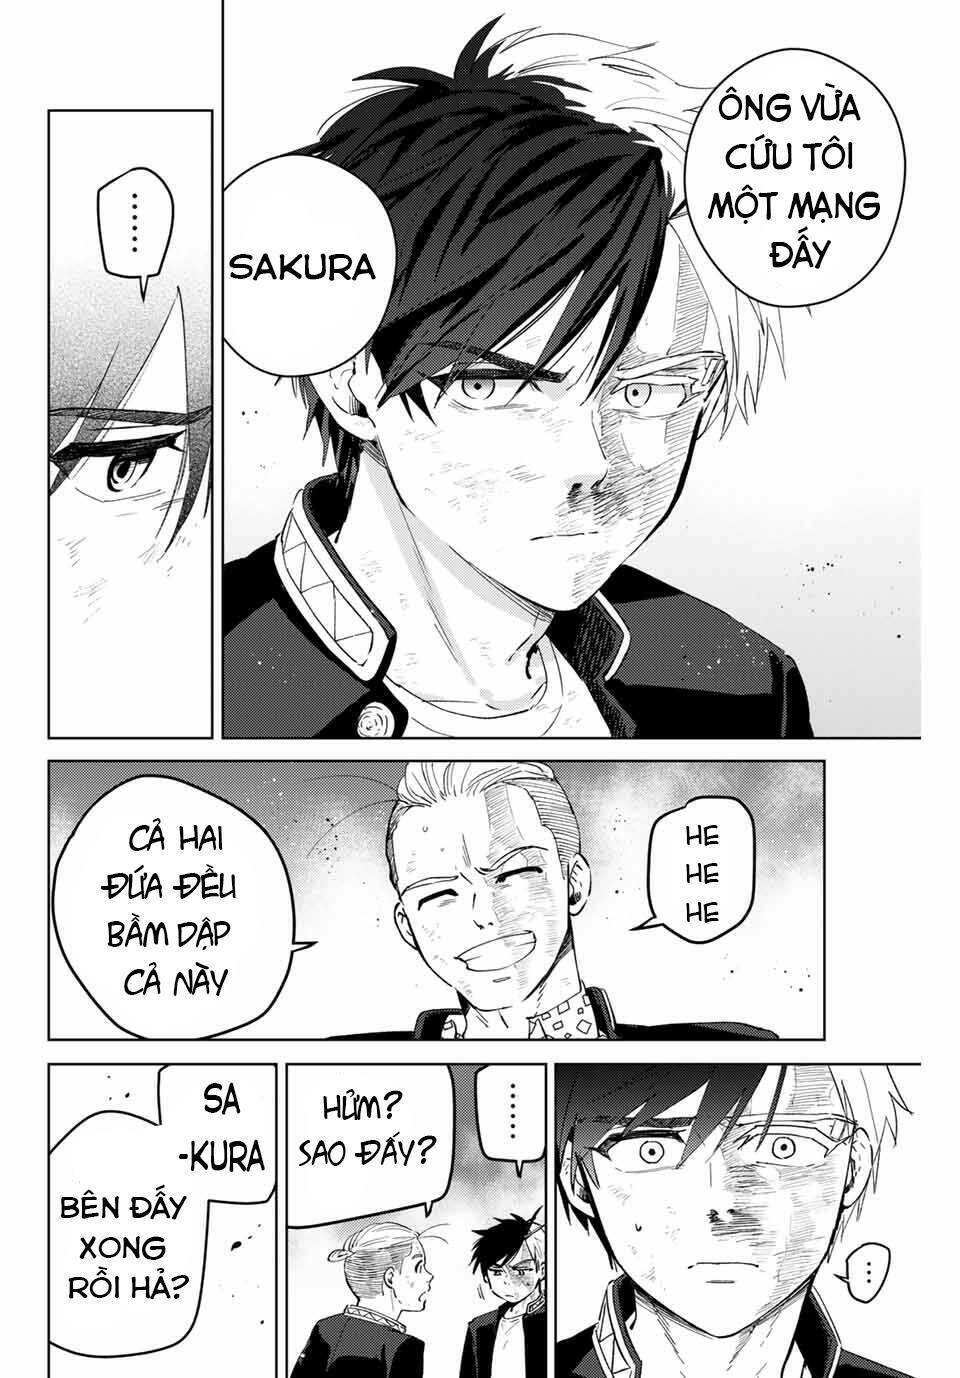 ÔNG VỪA
CỨU TÔI
MỘT MẠNG
ĐẤY
SAKURA
......
HE
HE
HE
CẢ HAI
ĐỨA ĐỀU
BẦM DẬP
CẢ NÀY
...
....
HỬM?
SAO ĐẤY?
SA
-KURA
BÊN ĐẤY
XONG
RỒI HẢ?